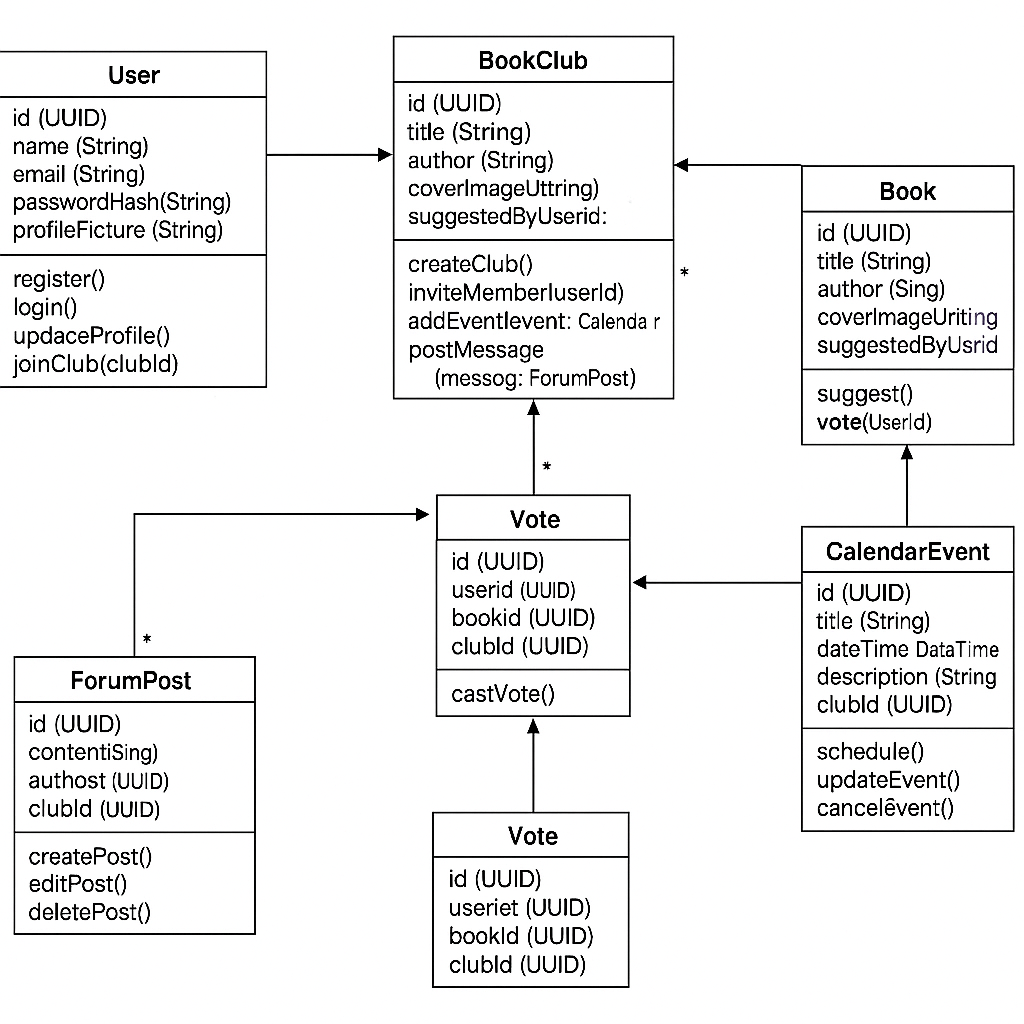 User
id (UUID)
name (String)
email (String)
passwordHash(String)
profileFicture (String)
register()
login()
updaceProfile()
joinClub(clubId)
BookClub
id (UUID)
title (String)
author (String)
coverImageUttring)
suggestedByUserid:
createClub()
inviteMemberIuserId)
addEventIevent: Calenda r
postMessage
(messog: ForumPost)
*
Book
id (UUID)
title (String)
author (Sing)
coverImageUriting
suggestedByUsrid
suggest()
vote(UserId)
*
Vote
id (UUID)
userid (UUID)
bookid (UUID)
clubId (UUID)
castVote()
CalendarEvent
id (UUID)
title (String)
dateTime DataTime
description (String
clubId (UUID)
schedule()
updateEvent()
cancelêvent()
*
ForumPost
id (UUID)
contentiSing)
authost (UUID)
clubId (UUID)
createPost()
editPost()
deletePost()
Vote
id (UUID)
useriet (UUID)
bookId (UUID)
clubId (UUID)